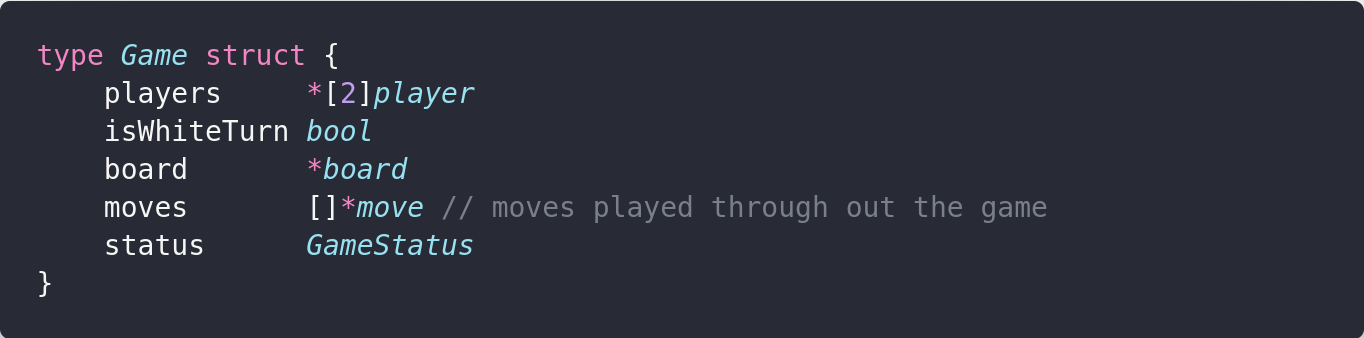 type Game struct {
    players     *[2]player
    isWhiteTurn bool
    board       *board
    moves       []*move // moves played through out the game
    status      GameStatus
}